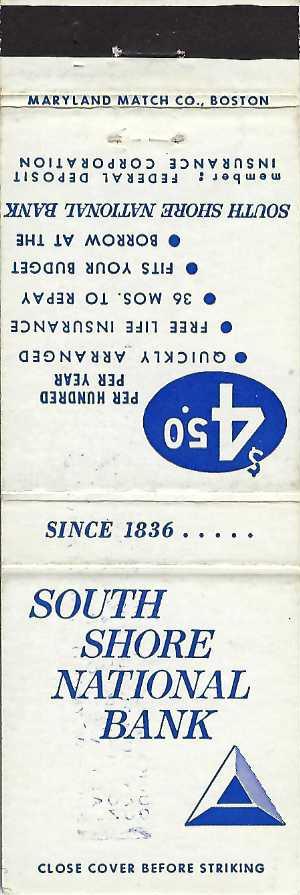 MARYLAND MATCH CO., BOSTON
$4.50
PER HUNDRED
PER YEAR
• QUICKLY ARRANGED
• FREE LIFE INSURANCE
• 36 MOS. TO REPAY
• FITS YOUR BUDGET
• BORROW AT THE
SOUTH SHORE NATIONAL BANK
member: FEDERAL DEPOSIT
INSURANCE CORPORATION
SINCE 1836 . . . . .
SOUTH
SHORE
NATIONAL
BANK
CLOSE COVER BEFORE STRIKING